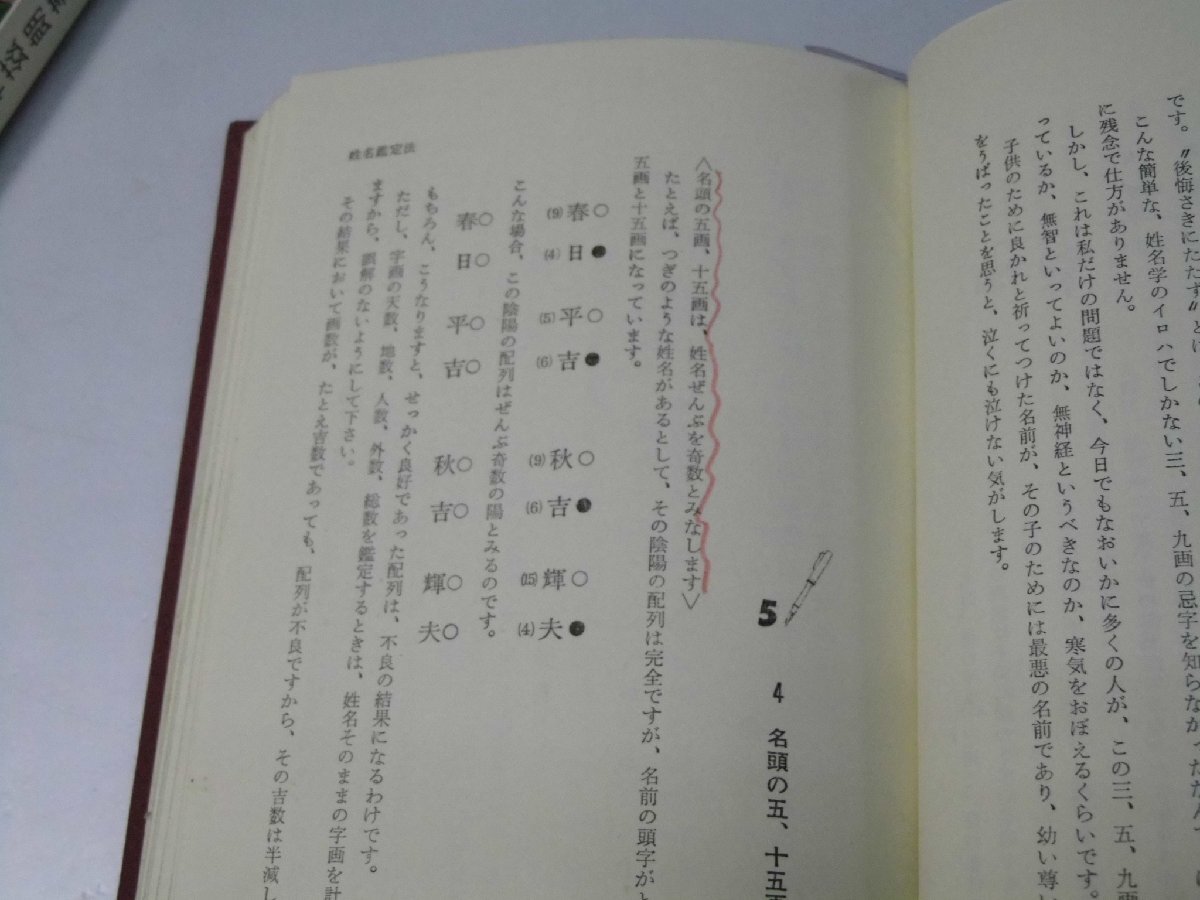 です。〝後悔さきにたたず〟とは
こんな簡単な、姓名学のイロハでしかない三、五、九画の忌字を知らなかったなんて
に残念で仕方がありません。
しかし、これは私だけの問題ではなく、今日でもなおいかに多くの人が、この三、五、九画
っているか、無智といってよいのか、無神経というべきなのか、寒気をおぼえるくらいです。
子供のために良かれと祈ってつけた名前が、その子のためには最悪の名前であり、幼い尊い
をうばったことを思うと、泣くにも泣けない気がします。
5
4 名頭の五、十五画
〈名頭の五画、十五画は、姓名ぜんぶを奇数とみなします〉
たとえば、つぎのような姓名があるとして、その陰陽の配列は完全ですが、名前の頭字がと
五画と十五画になっています。
(9)春○ (4)日● (5)平○ (6)吉●
(9)秋○ (6)吉● (15)輝○ (4)夫●
こんな場合、この陰陽の配列はぜんぶ奇数の陽とみるのです。
春○ 日○ 平○ 吉○
秋○ 吉○ 輝○ 夫○
もちろん、こうなりますと、せっかく良好であった配列は、不良の結果になるわけです。
ただし、字画の天数、地数、人数、外数、総数を鑑定するときは、姓名そのままの字画を計
ますから、誤解のないようにして下さい。
その結果において画数が、たとえ吉数であっても、配列が不良ですから、その吉数は半減し
姓名鑑定法